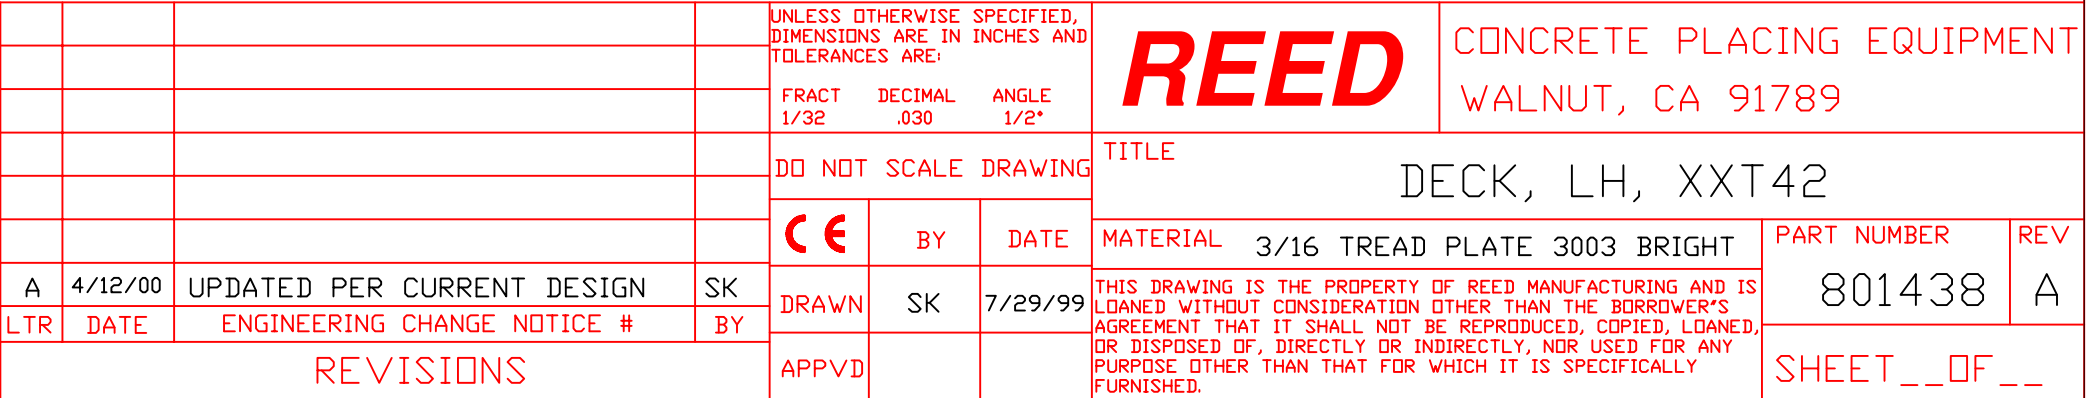 A 4/12/00 UPDATED PER CURRENT DESIGN SK
LTR DATE ENGINEERING CHANGE NOTICE # BY
REVISIONS
UNLESS OTHERWISE SPECIFIED,
DIMENSIONS ARE IN INCHES AND
TOLERANCES ARE:
FRACT DECIMAL ANGLE
1/32 .030 1/2°
DO NOT SCALE DRAWING
CE BY DATE
DRAWN SK 7/29/99
APPVD
REED
CONCRETE PLACING EQUIPMENT
WALNUT, CA 91789
TITLE
DECK, LH, XXT42
MATERIAL 3/16 TREAD PLATE 3003 BRIGHT
THIS DRAWING IS THE PROPERTY OF REED MANUFACTURING AND IS
LOANED WITHOUT CONSIDERATION OTHER THAN THE BORROWER'S
AGREEMENT THAT IT SHALL NOT BE REPRODUCED, COPIED, LOANED,
OR DISPOSED OF, DIRECTLY OR INDIRECTLY, NOR USED FOR ANY
PURPOSE OTHER THAN THAT FOR WHICH IT IS SPECIFICALLY
FURNISHED.
PART NUMBER REV
801438 A
SHEET__OF__